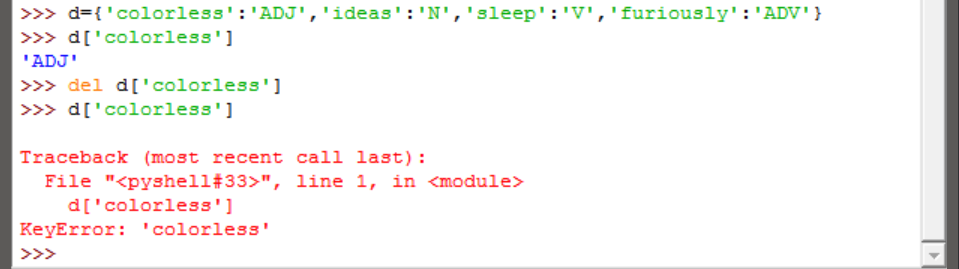 >>> d={'colorless':'ADJ','ideas':'N','sleep':'V','furiously':'ADV'}
>>> d['colorless']
'ADJ'
>>> del d['colorless']
>>> d['colorless']

Traceback (most recent call last):
  File "<pyshell#33>", line 1, in <module>
    d['colorless']
KeyError: 'colorless'
>>>